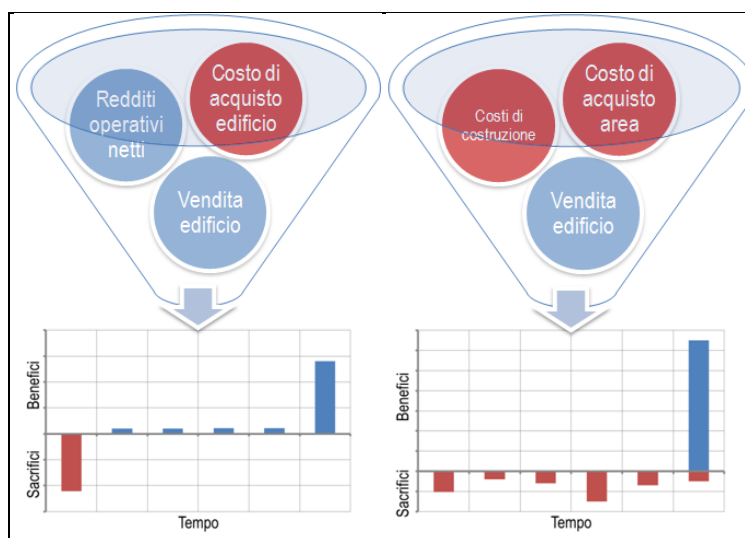 Redditi
operativi
netti
Costo di
acquisto
edificio
Vendita
edificio
Costi di
costruzione
Costo di
acquisto
area
Vendita
edificio
Benefici
Sacrifici
Tempo
Benefici
Sacrifici
Tempo